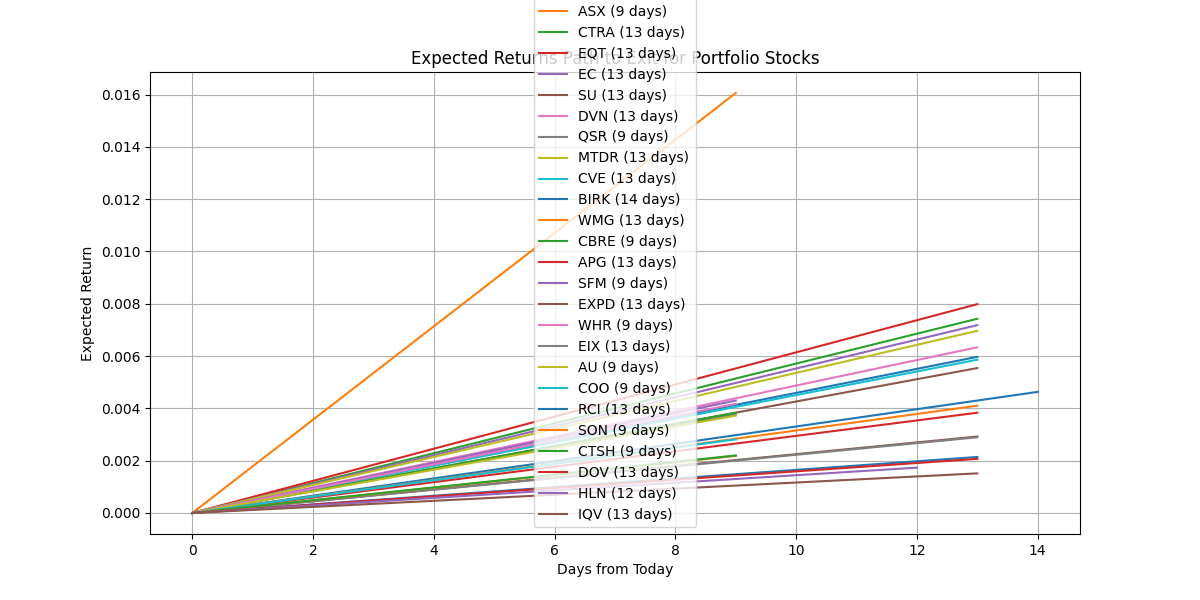 ASX (9 days)
CTRA (13 days)
EQT (13 days)
Expected Returns Path to Exit for Portfolio Stocks
EC (13 days)
SU (13 days)
DVN (13 days)
QSR (9 days)
MTDR (13 days)
CVE (13 days)
BIRK (14 days)
WMG (13 days)
CBRE (9 days)
APG (13 days)
SFM (9 days)
EXPD (13 days)
WHR (9 days)
EIX (13 days)
AU (9 days)
COO (9 days)
RCI (13 days)
SON (9 days)
CTSH (9 days)
DOV (13 days)
HLN (12 days)
IQV (13 days)
0.016
0.014
0.012
0.010
0.008
0.006
0.004
0.002
0.000
Expected Return
0 2 4 6 8 10 12 14
Days from Today